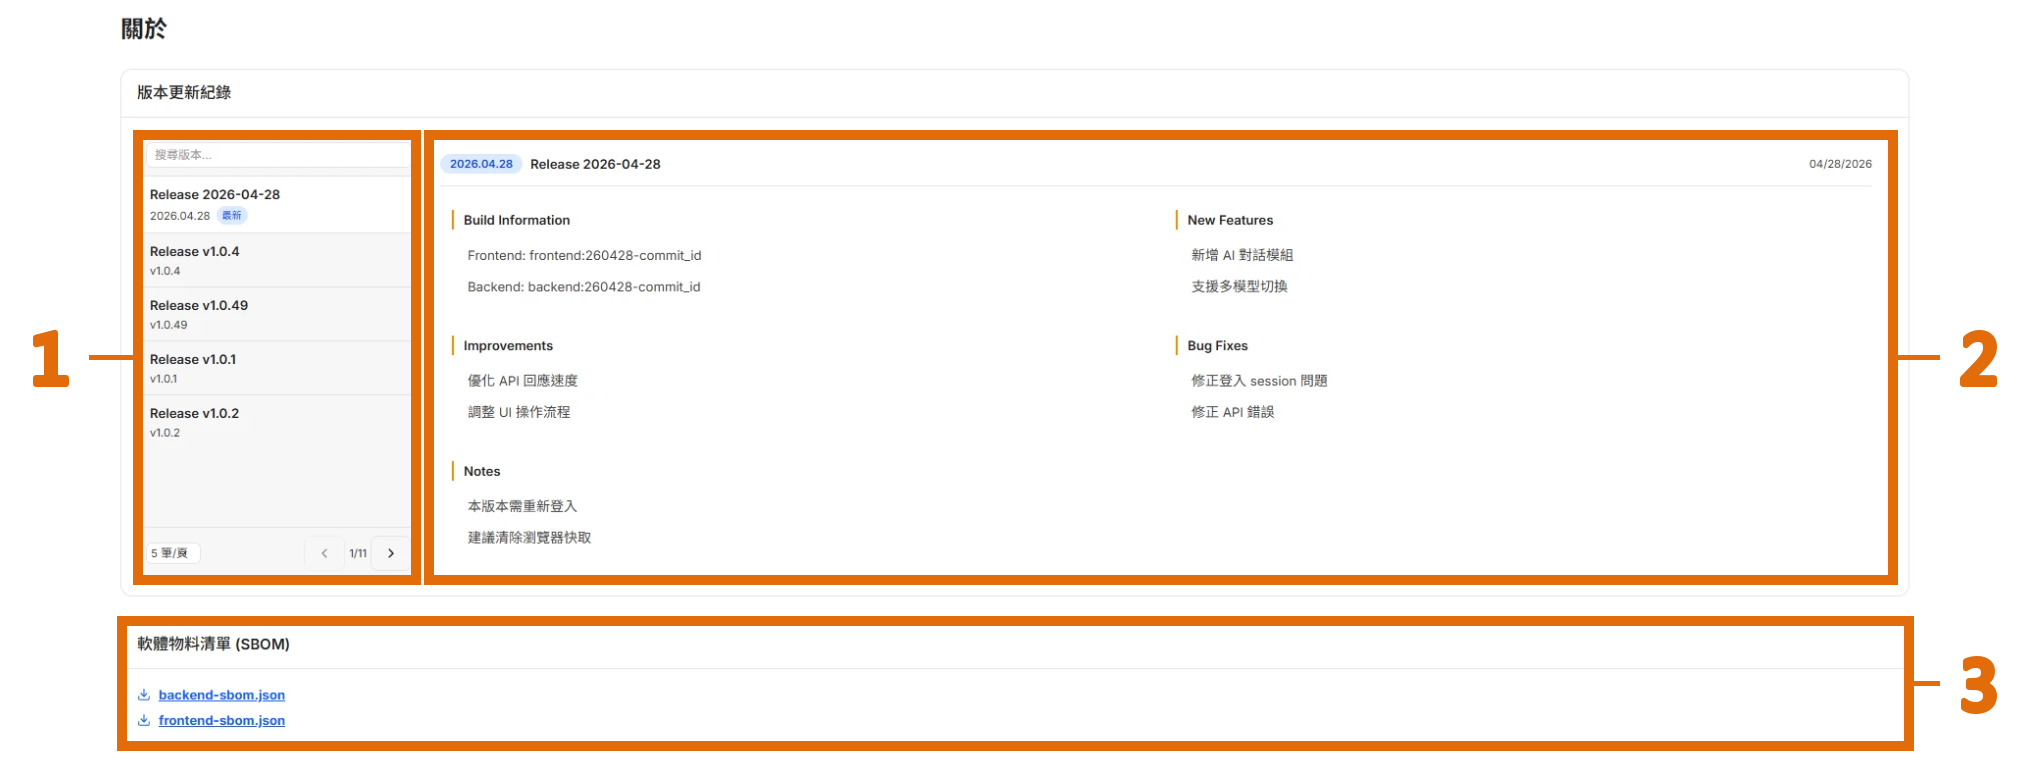 關於
版本更新紀錄
搜尋版本...
Release 2026-04-28
2026.04.28 最新
Release v1.0.4
v1.0.4
Release v1.0.49
v1.0.49
Release v1.0.1
v1.0.1
Release v1.0.2
v1.0.2
5 筆/頁
1/11
1
2026.04.28 Release 2026-04-28 04/28/2026
Build Information
Frontend: frontend:260428-commit_id
Backend: backend:260428-commit_id
New Features
新增 AI 對話模組
支援多模型切換
Improvements
優化 API 回應速度
調整 UI 操作流程
Bug Fixes
修正登入 session 問題
修正 API 錯誤
Notes
本版本需重新登入
建議清除瀏覽器快取
2
軟體物料清單 (SBOM)
backend-sbom.json
frontend-sbom.json
3